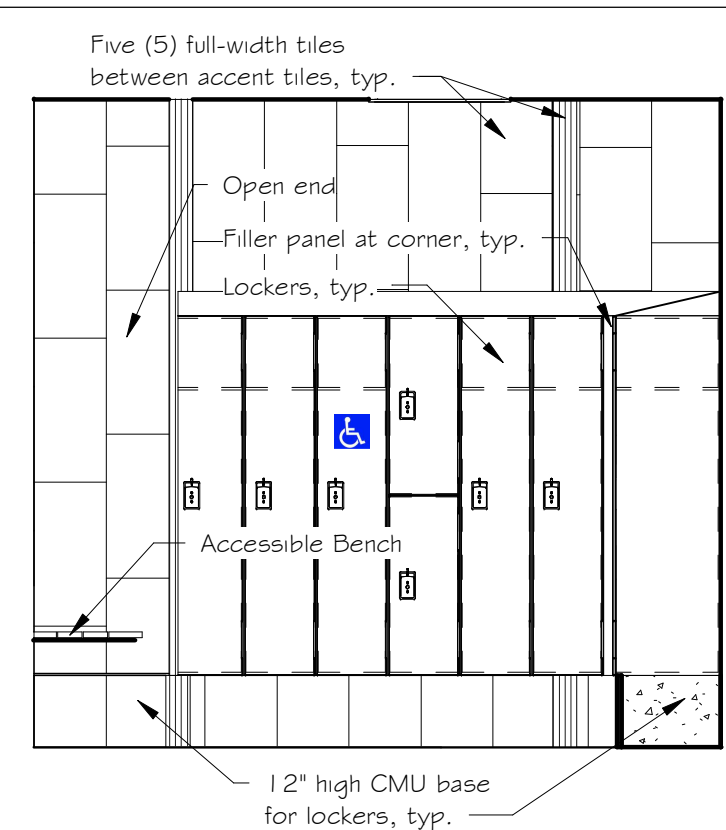 Five (5) full-width tiles
between accent tiles, typ.
Open end
Filler panel at corner, typ.
Lockers, typ.
Accessible Bench
12" high CMU base
for lockers, typ.